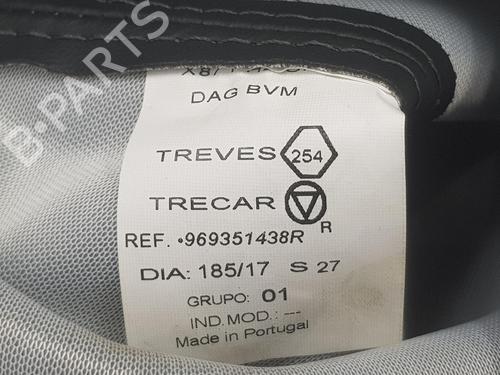 DAG BVM
TREVES 254
TRECAR
R
REF. •969351438R
DIA: 185/17 S 27
GRUPO: 01
IND.MOD.: ---
Made in Portugal
B-PARTS